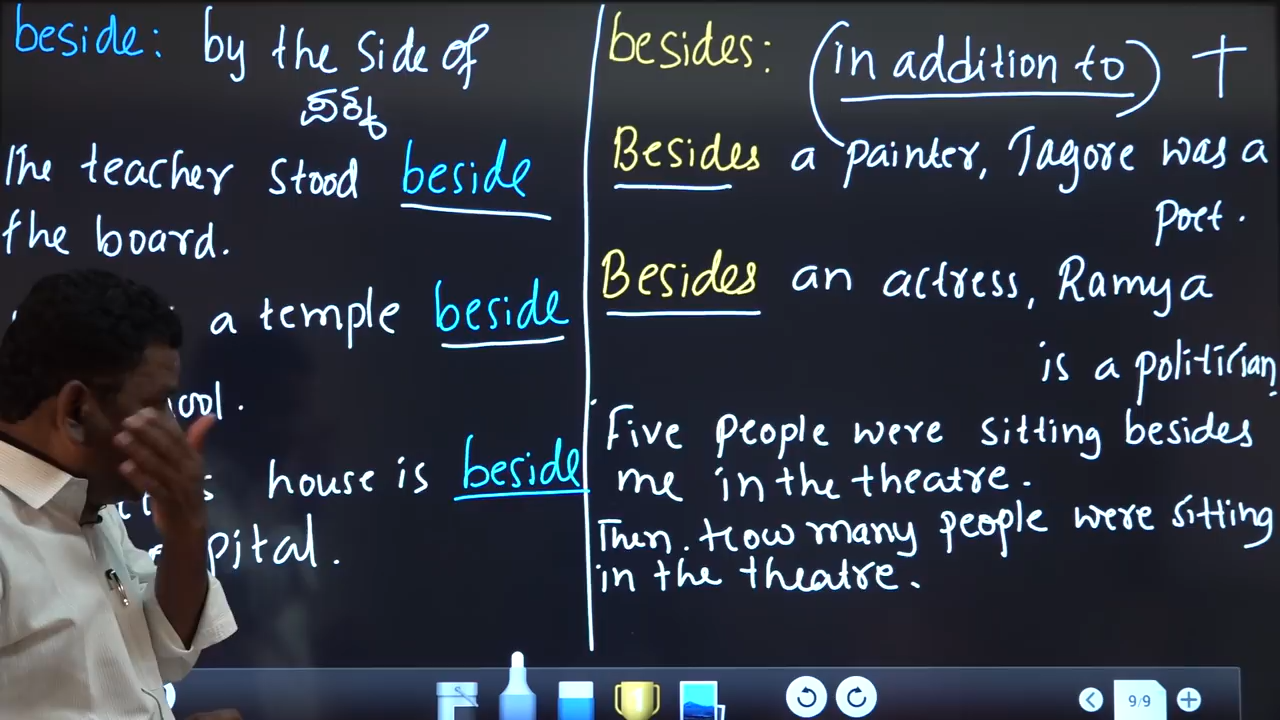 beside: by the side of
ಪಕ್ಕ
The teacher stood beside
the board.
a temple beside
ool.
house is beside
pital.
besides: (in addition to) +
Besides a painter, Tagore was a
poet.
Besides an actress, Ramya
is a politician.
Five people were sitting besides
me in the theatre.
Then. How many people were sitting
in the theatre.
9/9